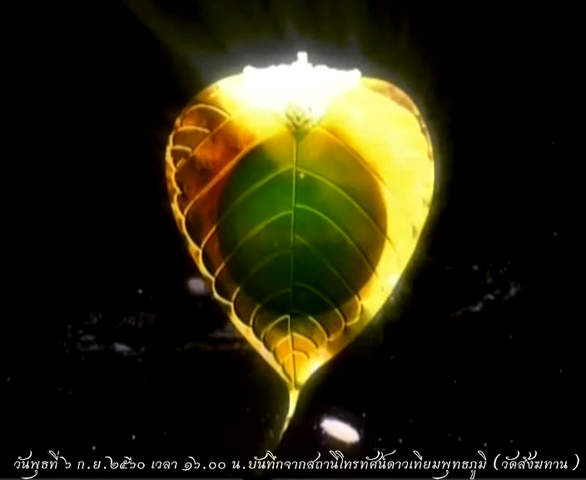 วันพุธที่ ๖ ก.ย.๒๕๖๐ เวลา ๑๖.๐๐ น.บันทึกจากสถานีโทรทัศน์ดาวเทียมพุทธภูมิ (วัดสังฆทาน )